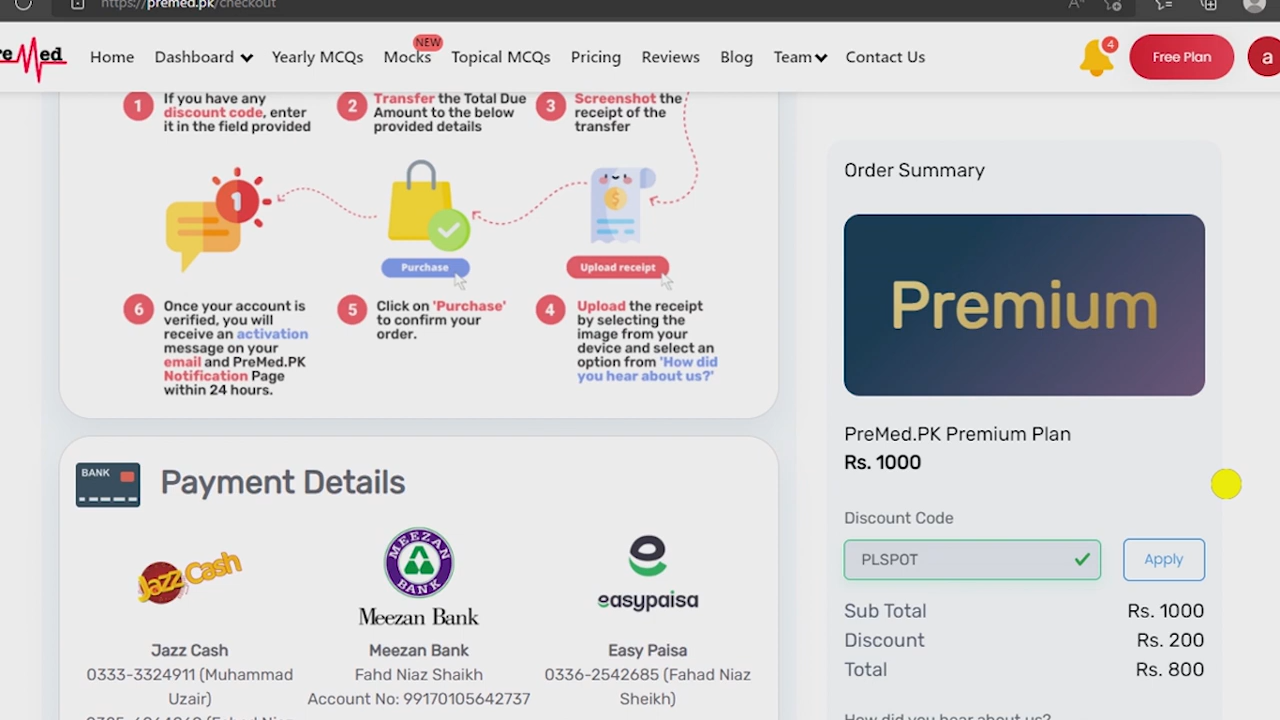 https://premed.pk/checkout
eMed
Home
Dashboard
Yearly MCQs
Mocks
NEW
Topical MCQs
Pricing
Reviews
Blog
Team
Contact Us
4
Free Plan
a
1
If you have any
discount code, enter
it in the field provided
2
Transfer the Total Due
Amount to the below
provided details
3
Screenshot the
receipt of the
transfer
1
Purchase
$
Upload receipt
6
Once your account is
verified, you will
receive an activation
message on your
email and PreMed.PK
Notification Page
within 24 hours.
5
Click on 'Purchase'
to confirm your
order.
4
Upload the receipt
by selecting the
image from your
device and select an
option from 'How did
you hear about us?'
BANK
Payment Details
JazzCash
Jazz Cash
0333-3324911 (Muhammad
Uzair)
MEEZAN
BANK
Meezan Bank
Meezan Bank
Fahd Niaz Shaikh
Account No: 99170105642737
easypaisa
Easy Paisa
0336-2542685 (Fahad Niaz
Sheikh)
Order Summary
Premium
PreMed.PK Premium Plan
Rs. 1000
Discount Code
PLSPOT
Apply
Sub Total Rs. 1000
Discount Rs. 200
Total Rs. 800
How did you hear about us?